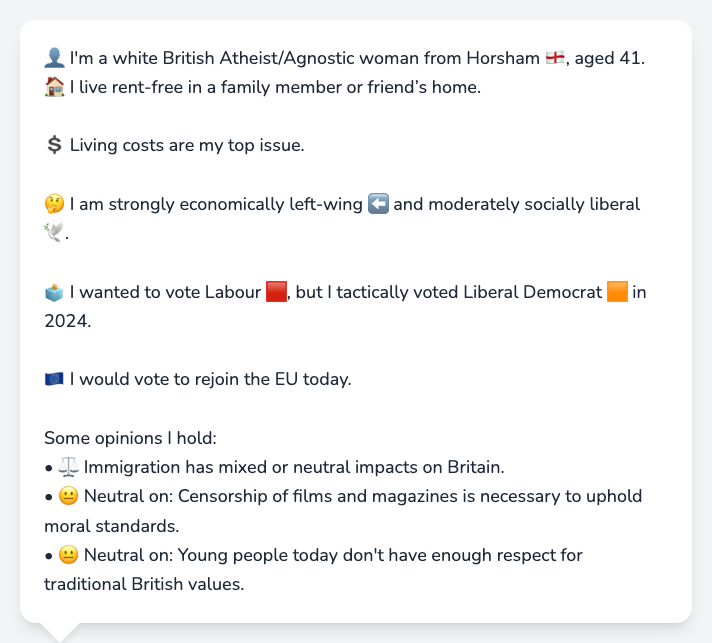 👤 I'm a white British Atheist/Agnostic woman from Horsham 🏴󠁧󠁢󠁥󠁮󠁧󠁿, aged 41.
🏠 I live rent-free in a family member or friend’s home.
💲 Living costs are my top issue.
🤔 I am strongly economically left-wing ⬅️ and moderately socially liberal
🕊️.
🗳️ I wanted to vote Labour 🟥, but I tactically voted Liberal Democrat 🟧 in
2024.
🇪🇺 I would vote to rejoin the EU today.
Some opinions I hold:
• ⚖️ Immigration has mixed or neutral impacts on Britain.
• 😐 Neutral on: Censorship of films and magazines is necessary to uphold
moral standards.
• 😐 Neutral on: Young people today don't have enough respect for
traditional British values.